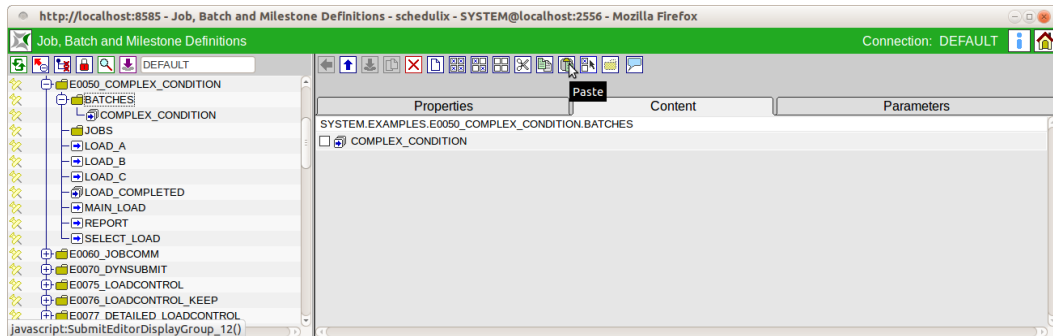 http://localhost:8585 - Job, Batch and Milestone Definitions - schedulix - SYSTEM@localhost:2556 - Mozilla Firefox
Job, Batch and Milestone Definitions
Connection: DEFAULT
DEFAULT
Paste
E0050_COMPLEX_CONDITION
BATCHES
COMPLEX_CONDITION
JOBS
LOAD_A
LOAD_B
LOAD_C
LOAD_COMPLETED
MAIN_LOAD
REPORT
SELECT_LOAD
E0060_JOBCOMM
E0070_DYNSUBMIT
E0075_LOADCONTROL
E0076_LOADCONTROL_KEEP
E0077_DETAILED_LOADCONTROL
javascript:SubmitEditorDisplayGroup_12()
Properties
Content
Parameters
SYSTEM.EXAMPLES.E0050_COMPLEX_CONDITION.BATCHES
COMPLEX_CONDITION